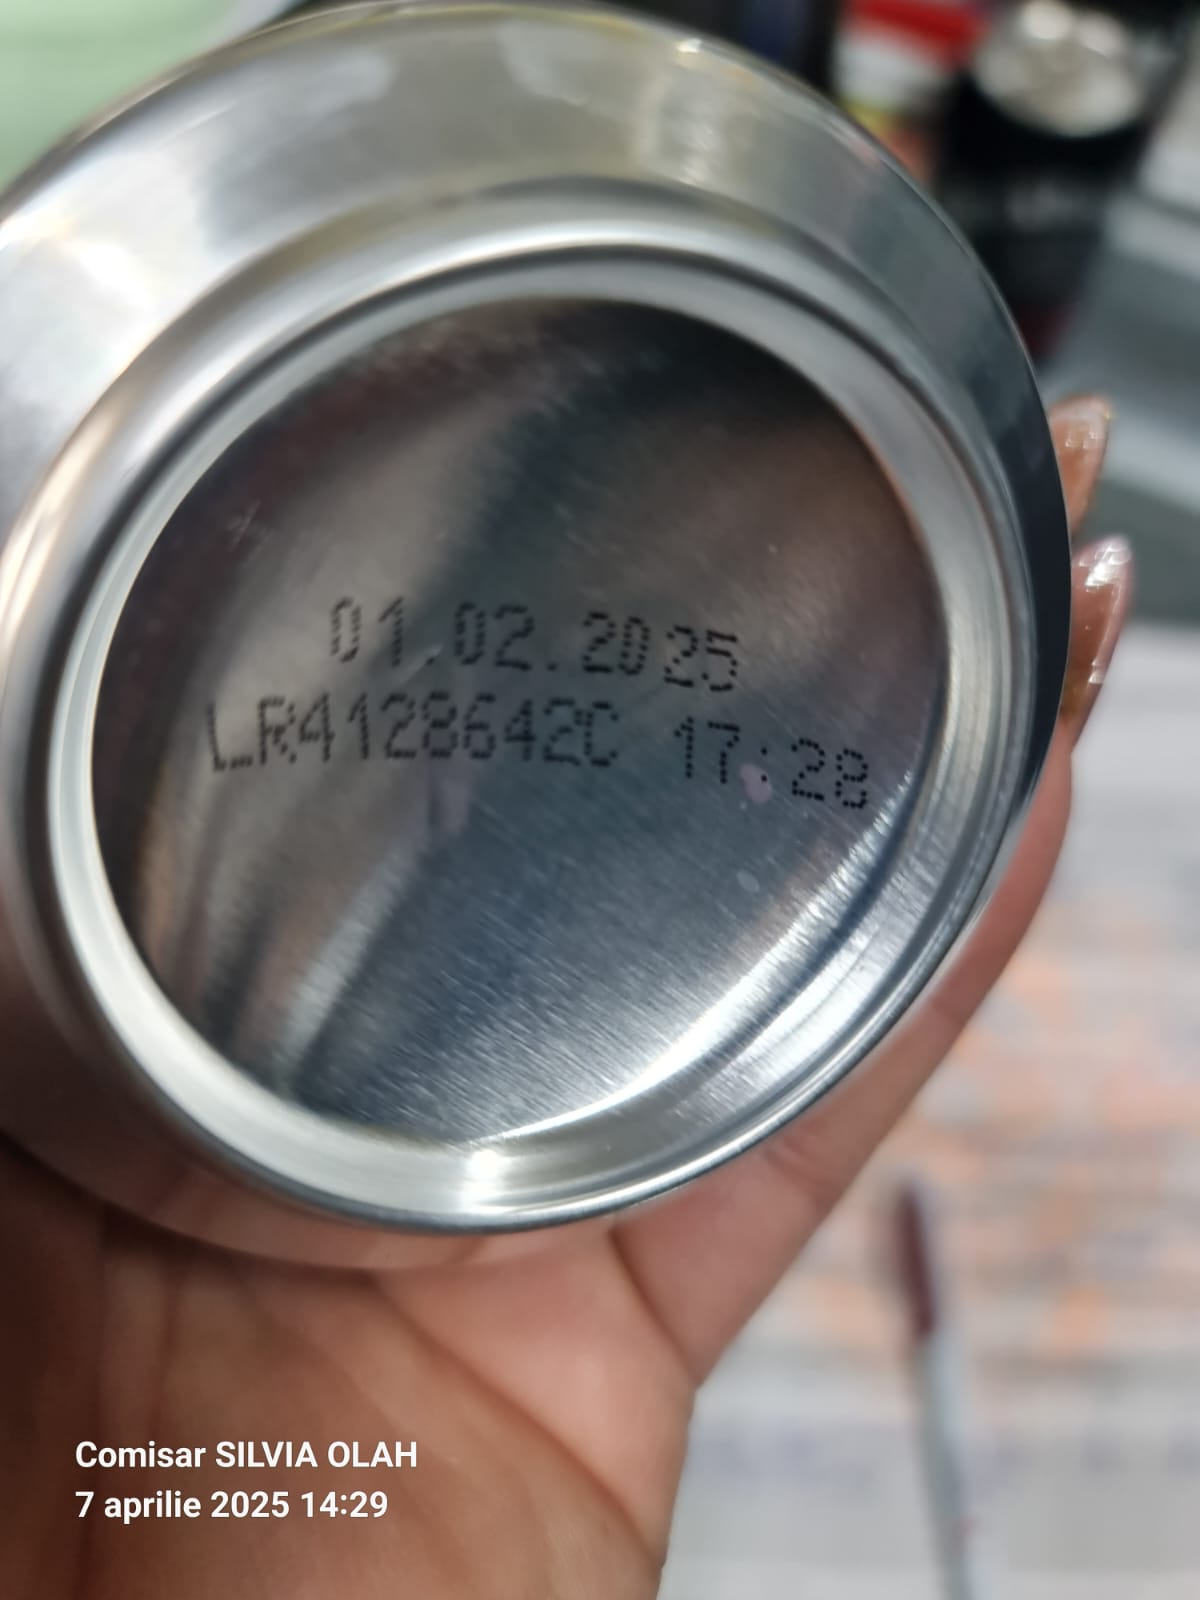 01.02.2025
LR4128642C 17:28
Comisar SILVIA OLAH
7 aprilie 2025 14:29